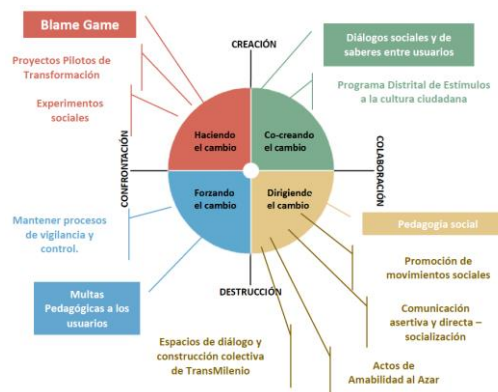 Blame Game
CREACIÓN
Diálogos sociales y de
saberes entre usuarios
Proyectos Pilotos de
Transformación
Programa Distrital de Estímulos
a la cultura ciudadana
Experimentos
sociales
Haciendo
el cambio
Co-creando
el cambio
CONFRONTACIÓN
COLABORACIÓN
Forzando
el cambio
Dirigiendo
el cambio
Mantener procesos
de vigilancia y
control.
Pedagogía social
Promoción de
movimientos sociales
Multas
Pedagógicas a los
usuarios
DESTRUCCIÓN
Comunicación
asertiva y directa –
socialización
Espacios de diálogo y
construcción colectiva
de TransMilenio
Actos de
Amabilidad al Azar